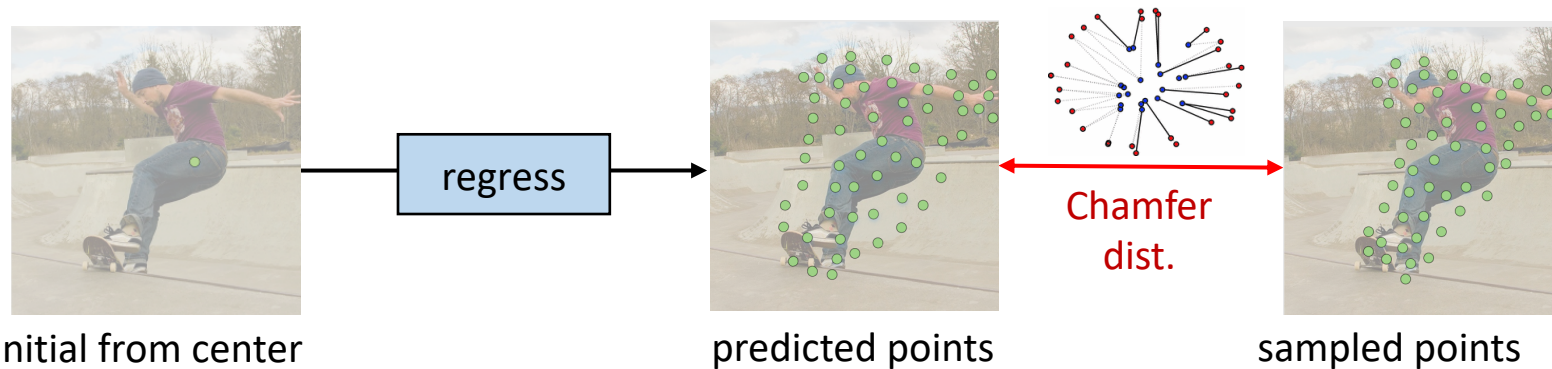 regress
Chamfer
dist.
nitial from center
predicted points
sampled points